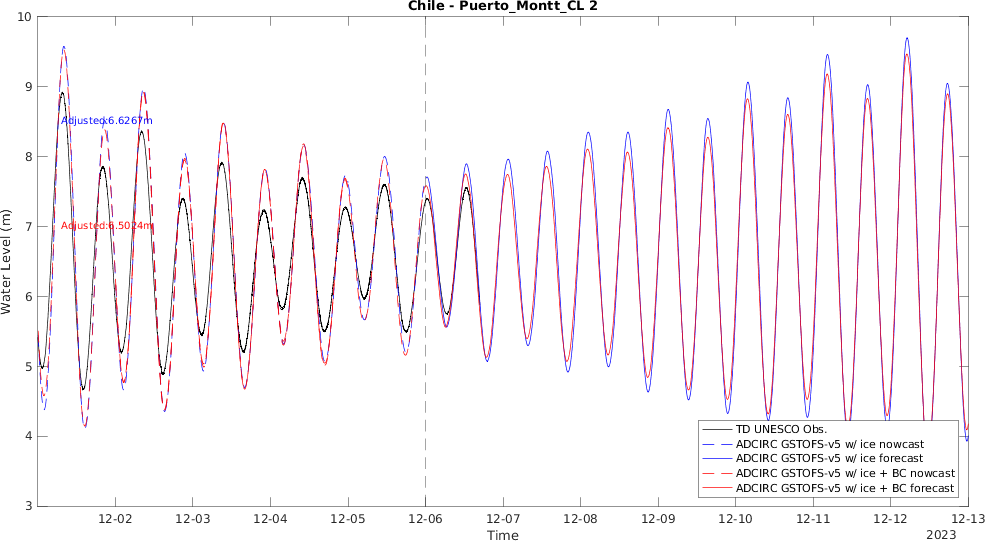 Chile - Puerto_Montt_CL 2
Water Level (m)
10
9
8
7
6
5
4
3
Adjusted:6.6267m
Adjusted:6.5024m
TD UNESCO Obs.
ADCIRC GSTOFS-v5 w/ ice nowcast
ADCIRC GSTOFS-v5 w/ ice forecast
ADCIRC GSTOFS-v5 w/ ice + BC nowcast
ADCIRC GSTOFS-v5 w/ ice + BC forecast
12-02 12-03 12-04 12-05 12-06 12-07 12-08 12-09 12-10 12-11 12-12 12-13
Time
2023